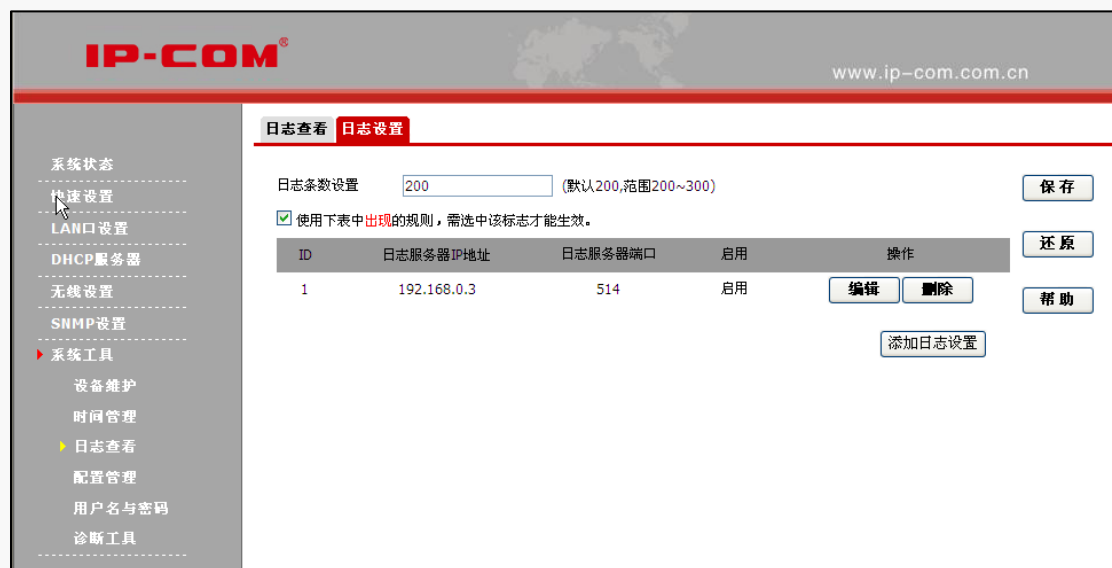 IP-COM®
www.ip-com.com.cn
日志查看 日志设置
系统状态
快速设置
LAN口设置
DHCP服务器
无线设置
SNMP设置
系统工具
设备维护
时间管理
日志查看
配置管理
用户名与密码
诊断工具
日志条数设置 200 (默认200,范围200~300)
使用下表中出现的规则，需选中该标志才能生效。
ID 日志服务器IP地址 日志服务器端口 启用 操作
1 192.168.0.3 514 启用 编辑 删除
添加日志设置
保存
还原
帮助